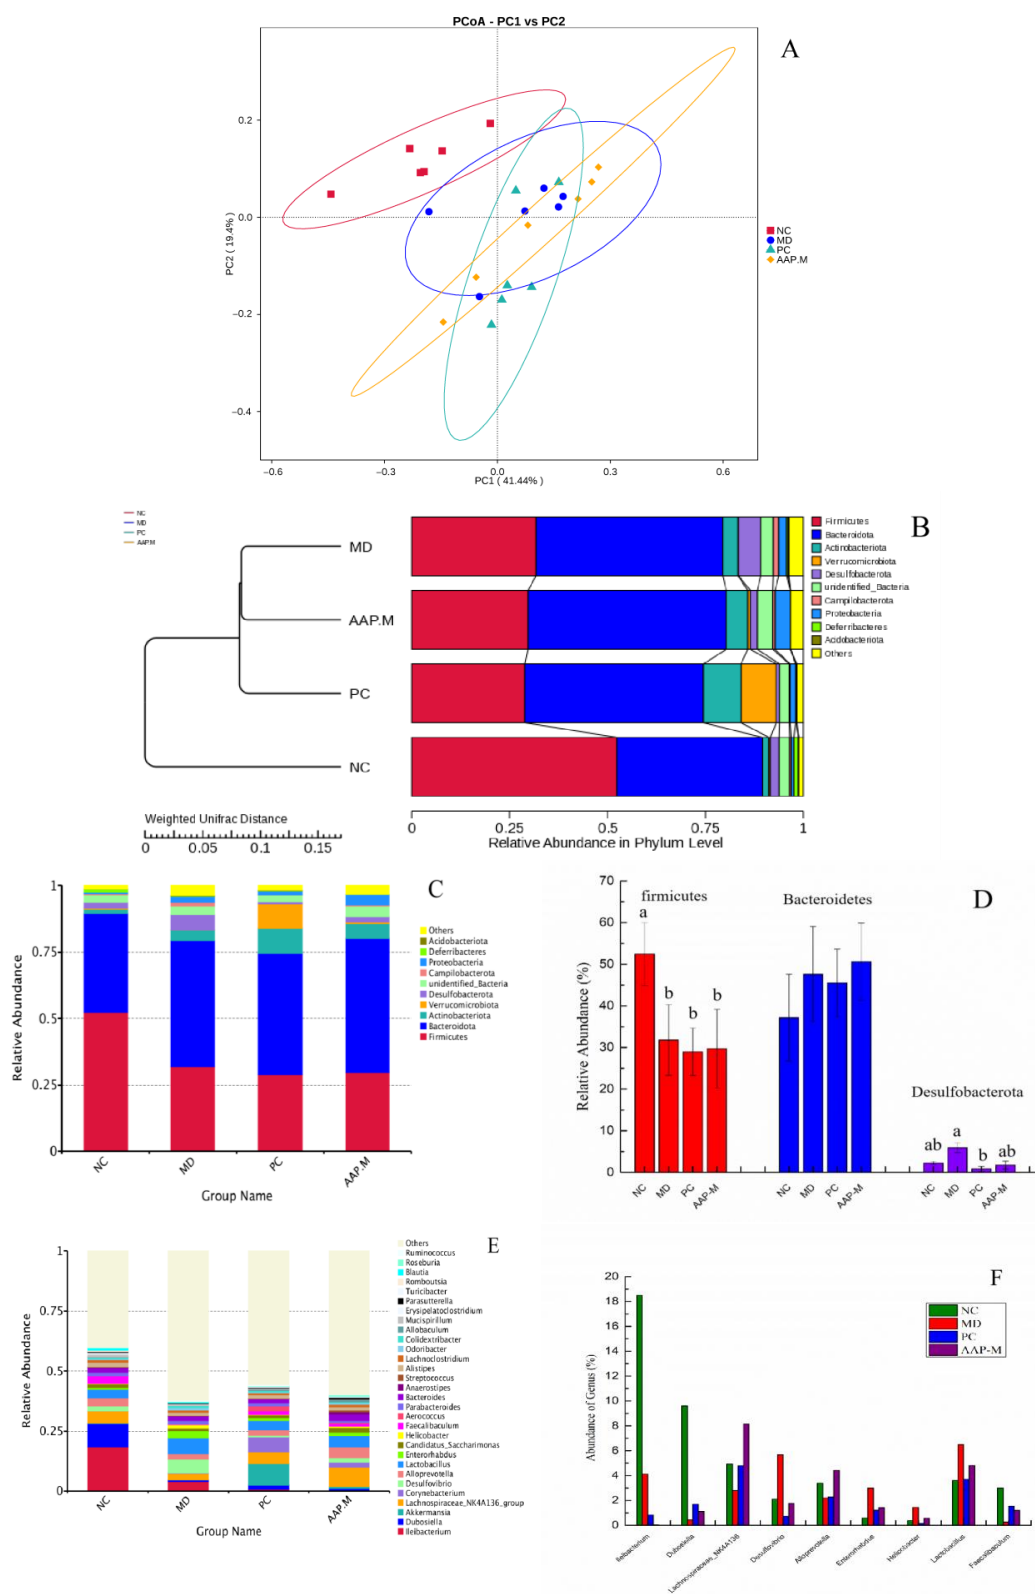 PCoA - PC1 vs PC2
A
0.2
0.0
−0.2
−0.4
PC2 ( 19.4% )
−0.6
−0.3
0.0
0.3
0.6
PC1 ( 41.44% )
NC
MD
PC
AAP.M
NC
MD
PC
AAP.M
MD
AAP.M
PC
NC
Weighted Unifrac Distance
0 0.05 0.1 0.15
B
Firmicutes
Bacteroidota
Actinobacteriota
Verrucomicrobiota
Desulfobacterota
unidentified_Bacteria
Campilobacterota
Proteobacteria
Deferribacteres
Acidobacteriota
Others
0 0.25 0.5 0.75 1
Relative Abundance in Phylum Level
C
1
0.75
0.5
0.25
0
Relative Abundance
NC
MD
PC
AAP.M
Group Name
Others
Acidobacteriota
Deferribacteres
Proteobacteria
Campilobacterota
unidentified_Bacteria
Desulfobacterota
Verrucomicrobiota
Actinobacteriota
Bacteroidota
Firmicutes
D
70
60
50
40
30
20
10
0
Relative Abundance (%)
firmicutes
a
b
b
b
Bacteroidetes
Desulfobacterota
ab
a
b
ab
NC
MD
PC
AAP-M
NC
MD
PC
AAP-M
NC
MD
PC
AAP-M
E
1
0.75
0.5
0.25
0
Relative Abundance
NC
MD
PC
AAP.M
Group Name
Others
Ruminococcus
Roseburia
Blautia
Romboutsia
Turicibacter
Parasutterella
Erysipelatoclostridium
Mucispirillum
Allobaculum
Colidextribacter
Odoribacter
Lachnoclostridium
Alistipes
Streptococcus
Anaerostipes
Bacteroides
Parabacteroides
Aerococcus
Faecalibaculum
Helicobacter
Candidatus_Saccharimonas
Enterorhabdus
Lactobacillus
Alloprevotella
Desulfovibrio
Corynebacterium
Lachnospiraceae_NK4A136_group
Akkermansia
Dubosiella
Ileibacterium
F
20
18
16
14
12
10
8
6
4
2
0
Abundance of Genus (%)
NC
MD
PC
AAP-M
Ileibacterium
Dubosiella
Lachnospiraceae_NK4A136
Desulfovibrio
Alloprevotella
Enterorhabdus
Helicobacter
Lactobacillus
Faecalibaculum